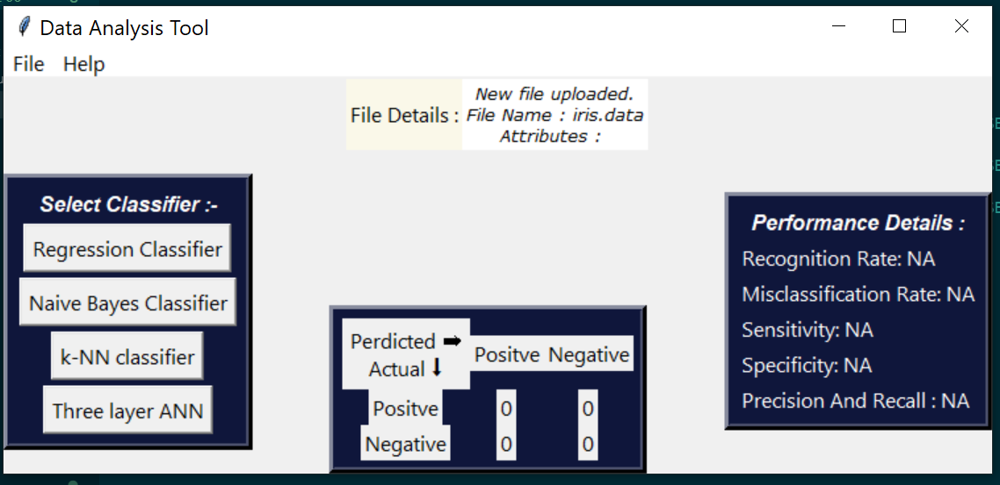 Data Analysis Tool
File Help
File Details :
New file uploaded.
File Name : iris.data
Attributes :
Select Classifier :-
Regression Classifier
Naive Bayes Classifier
k-NN classifier
Three layer ANN
Perdicted ➡
Actual ⬇
Positve Negative
Positve 0 0
Negative 0 0
Performance Details :
Recognition Rate: NA
Misclassification Rate: NA
Sensitivity: NA
Specificity: NA
Precision And Recall : NA